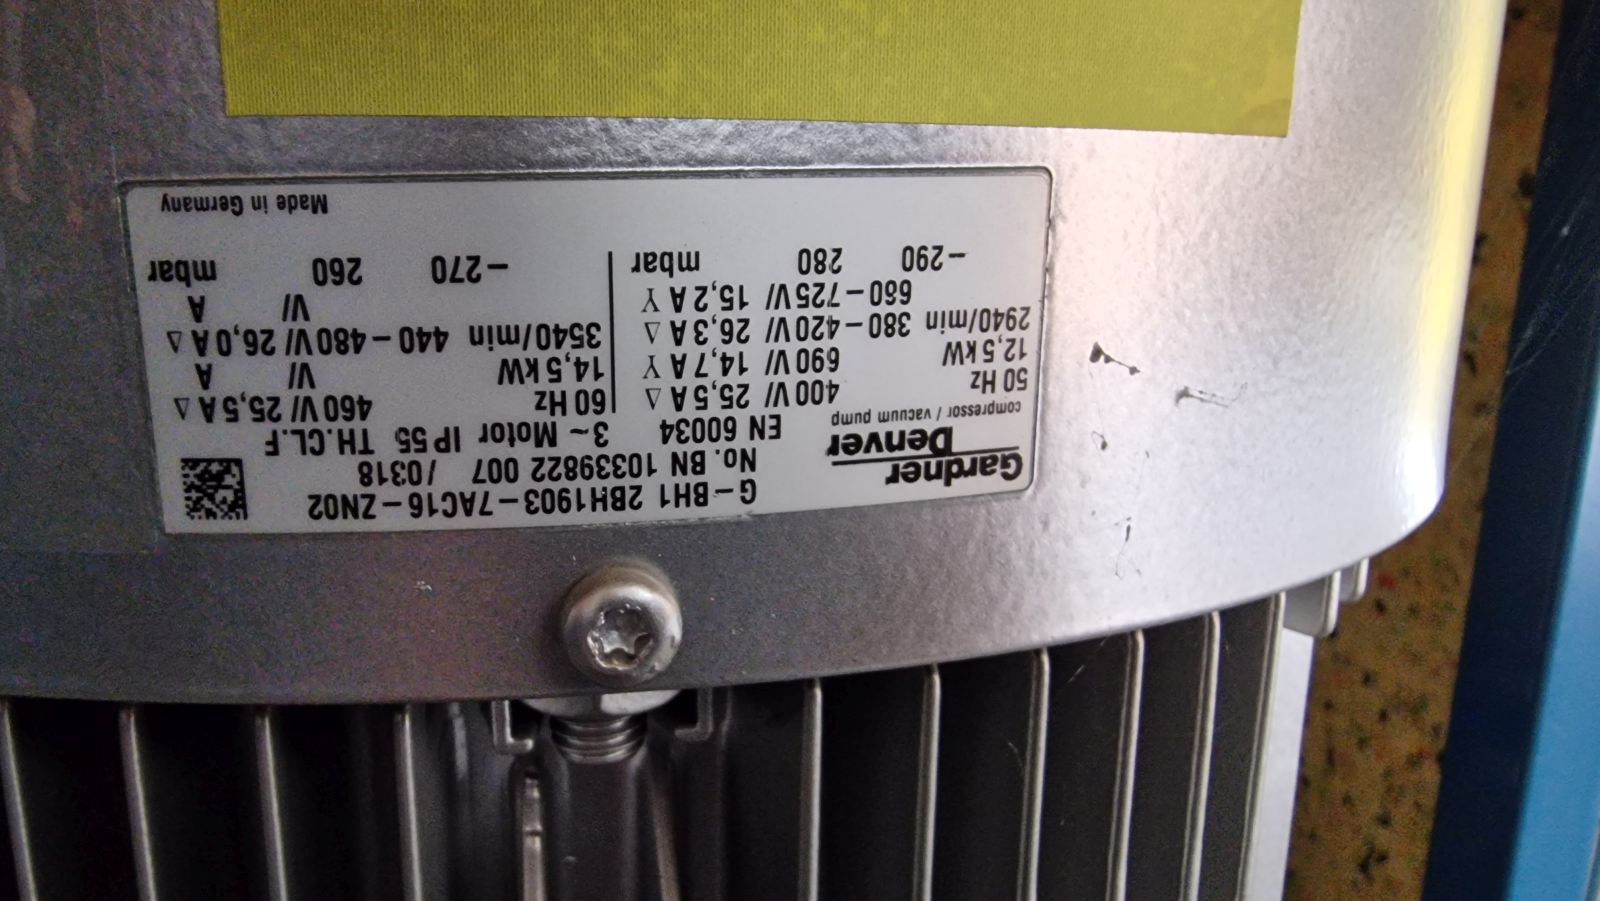 Gardner
Denver
compressor / vacuum pump
G-BH1 2BH1903-7AC16-ZN02
No. BN 10339822 007 /0318
EN 60034 3~ Motor IP 55 TH.CL.F
50 Hz 400 V/ 25,5 A Δ
12,5 kW 690 V/ 14,7 A Y
2940/min 380-420V/ 26,3 A Δ
680-725V/ 15,2 A Y
-290 280 mbar
60 Hz 460 V/ 25,5 A Δ
14,5 kW V/ A
3540/min 440-480V/ 26,0 A Δ
V/ A
-270 260 mbar
Made in Germany